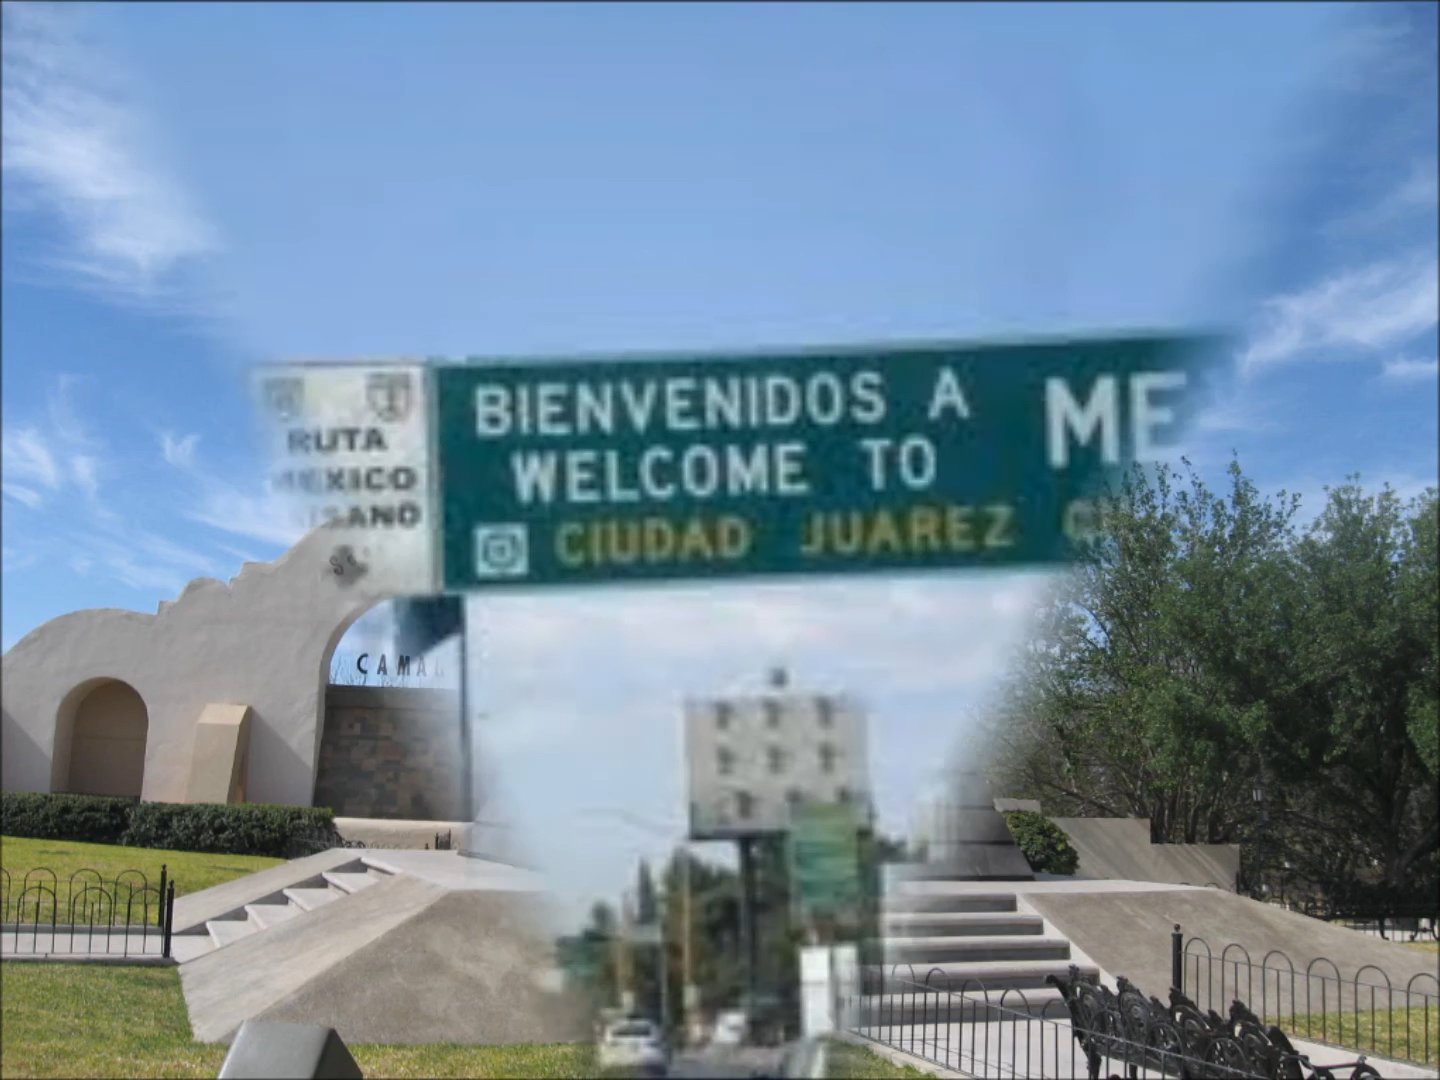 RUTA
MEXICO
BIENVENIDOS A
WELCOME TO
ME
CIUDAD JUAREZ
CAMA